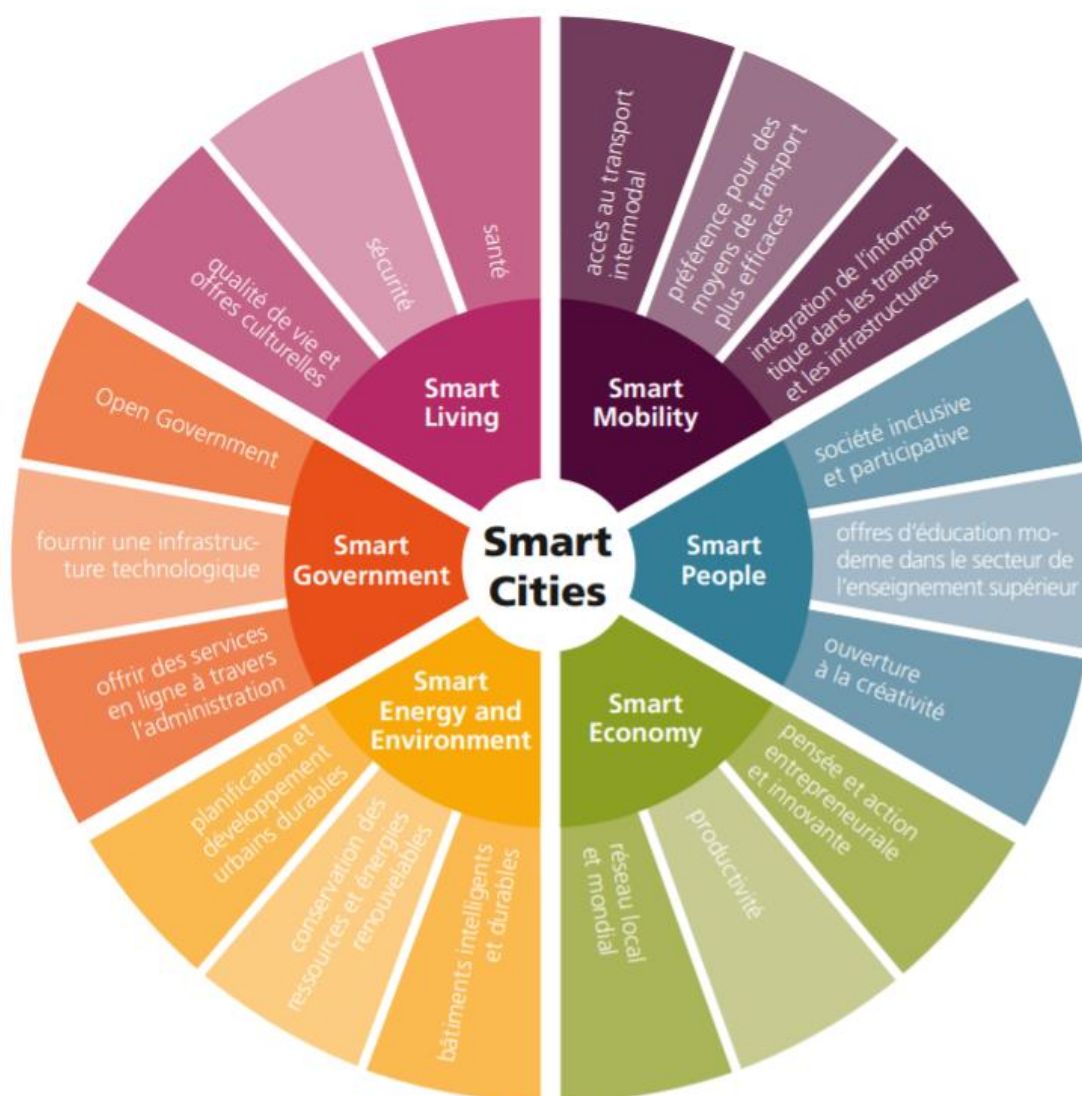 Smart
Cities
Smart
Mobility
accès au transport
intermodal
préférence pour des
moyens de transport
plus efficaces
intégration de l'informa-
tique dans les transports
et les infrastructures
Smart
People
société inclusive
et participative
offres d'éducation mo-
derne dans le secteur de
l'enseignement supérieur
ouverture
à la créativité
Smart
Economy
pensée et action
entrepreneuriale
et innovante
productivité
réseau local
et mondial
Smart
Energy and
Environment
bâtiments intelligents
et durables
conservation des
ressources et énergies
renouvelables
planification et
développement
urbains durables
Smart
Government
offrir des services
en ligne à travers
l'administration
fournir une infrastruc-
ture technologique
Open Government
Smart
Living
qualité de vie et
offres culturelles
sécurité
santé